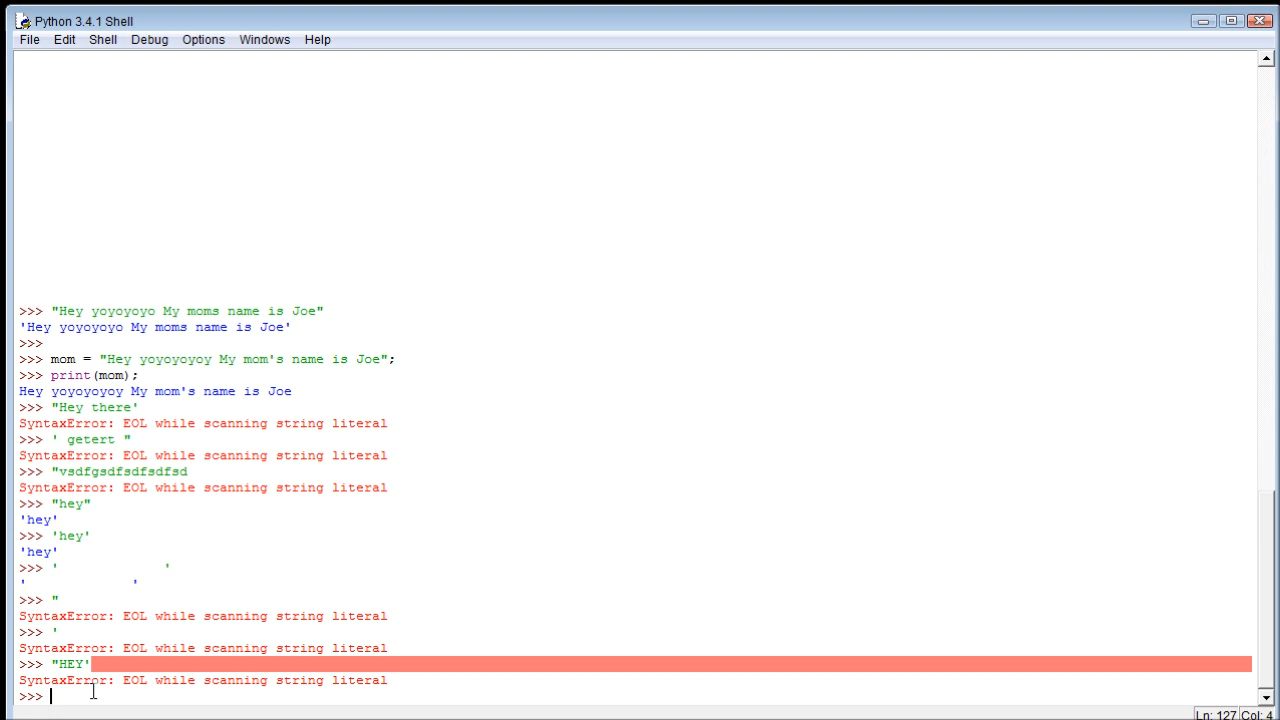 Python 3.4.1 Shell
File Edit Shell Debug Options Windows Help
>>> "Hey yoyoyoyo My moms name is Joe"
'Hey yoyoyoyo My moms name is Joe'
>>>
>>> mom = "Hey yoyoyoyoy My mom's name is Joe";
>>> print(mom);
Hey yoyoyoyoy My mom's name is Joe
>>> "Hey there'
SyntaxError: EOL while scanning string literal
>>> ' getert "
SyntaxError: EOL while scanning string literal
>>> "vsdfgsdfsdfsdfsd
SyntaxError: EOL while scanning string literal
>>> "hey"
'hey'
>>> 'hey'
'hey'
>>> '             '
'             '
>>> "
SyntaxError: EOL while scanning string literal
>>> '
SyntaxError: EOL while scanning string literal
>>> "HEY'
SyntaxError: EOL while scanning string literal
>>>
Ln: 127 Col: 4